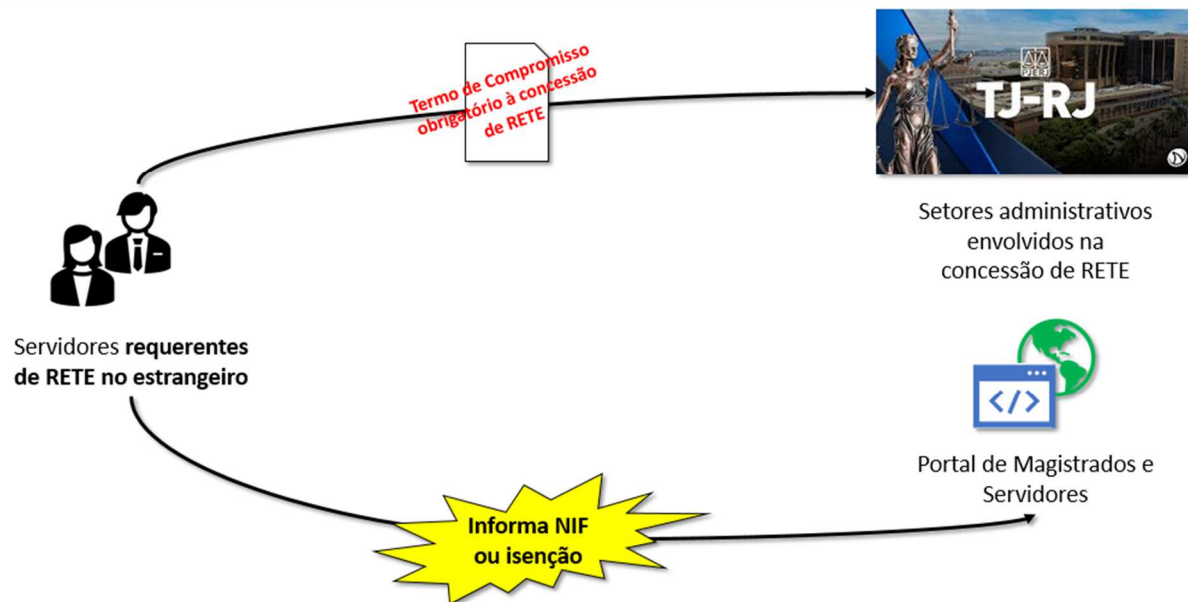 Termo de Compromisso
obrigatório à concessão
de RETE
PJERJ
TJ-RJ
Setores administrativos
envolvidos na
concessão de RETE
Servidores requerentes
de RETE no estrangeiro
</>
Portal de Magistrados e
Servidores
Informa NIF
ou isenção